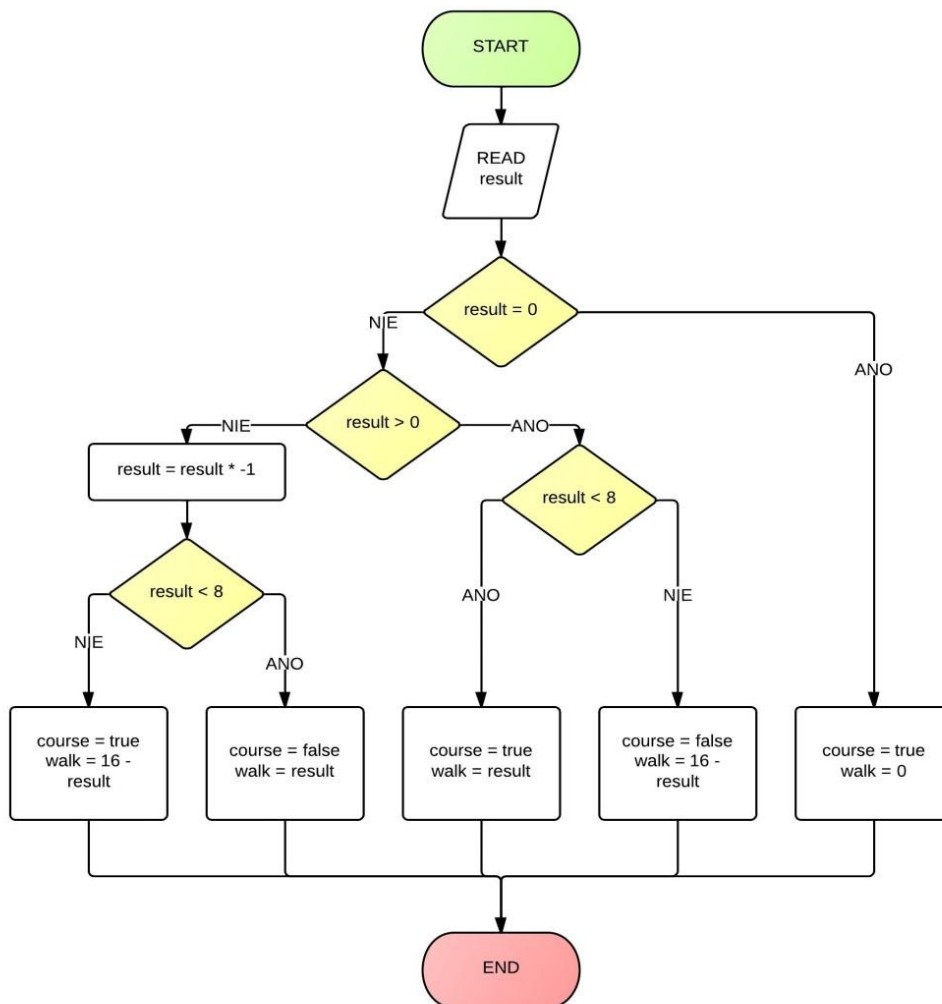 START
READ
result
result = 0
NIE
ANO
result > 0
NIE
ANO
result = result * -1
result < 8
result < 8
ANO
NIE
NIE
ANO
course = true
walk = 16 -
result
course = false
walk = result
course = true
walk = result
course = false
walk = 16 -
result
course = true
walk = 0
END